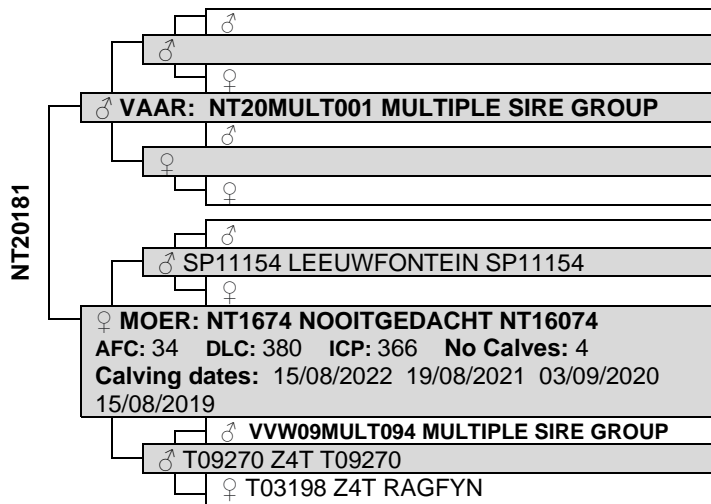 NT20181
♂
♂
♀
♂ VAAR: NT20MULT001 MULTIPLE SIRE GROUP
♂
♀
♀
♂
♂ SP11154 LEEUWFONTEIN SP11154
♀
♀ MOER: NT1674 NOOITGEDACHT NT16074
AFC: 34 DLC: 380 ICP: 366 No Calves: 4
Calving dates: 15/08/2022 19/08/2021 03/09/2020
15/08/2019
♂ VVW09MULT094 MULTIPLE SIRE GROUP
♂ T09270 Z4T T09270
♀ T03198 Z4T RAGFYN